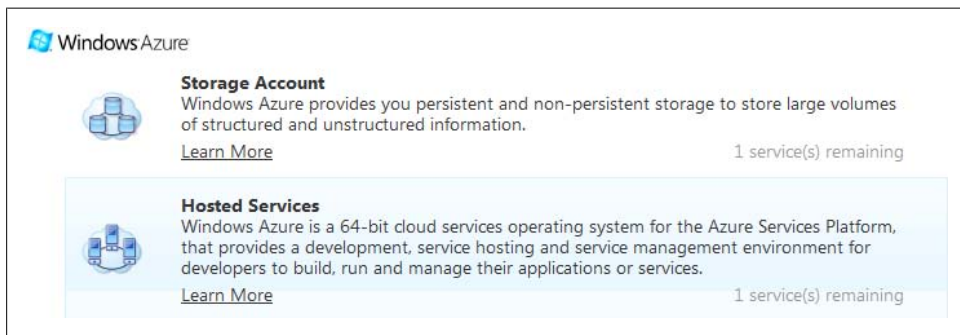 Windows Azure
Storage Account
Windows Azure provides you persistent and non-persistent storage to store large volumes
of structured and unstructured information.
Learn More 1 service(s) remaining
Hosted Services
Windows Azure is a 64-bit cloud services operating system for the Azure Services Platform,
that provides a development, service hosting and service management environment for
developers to build, run and manage their applications or services.
Learn More 1 service(s) remaining